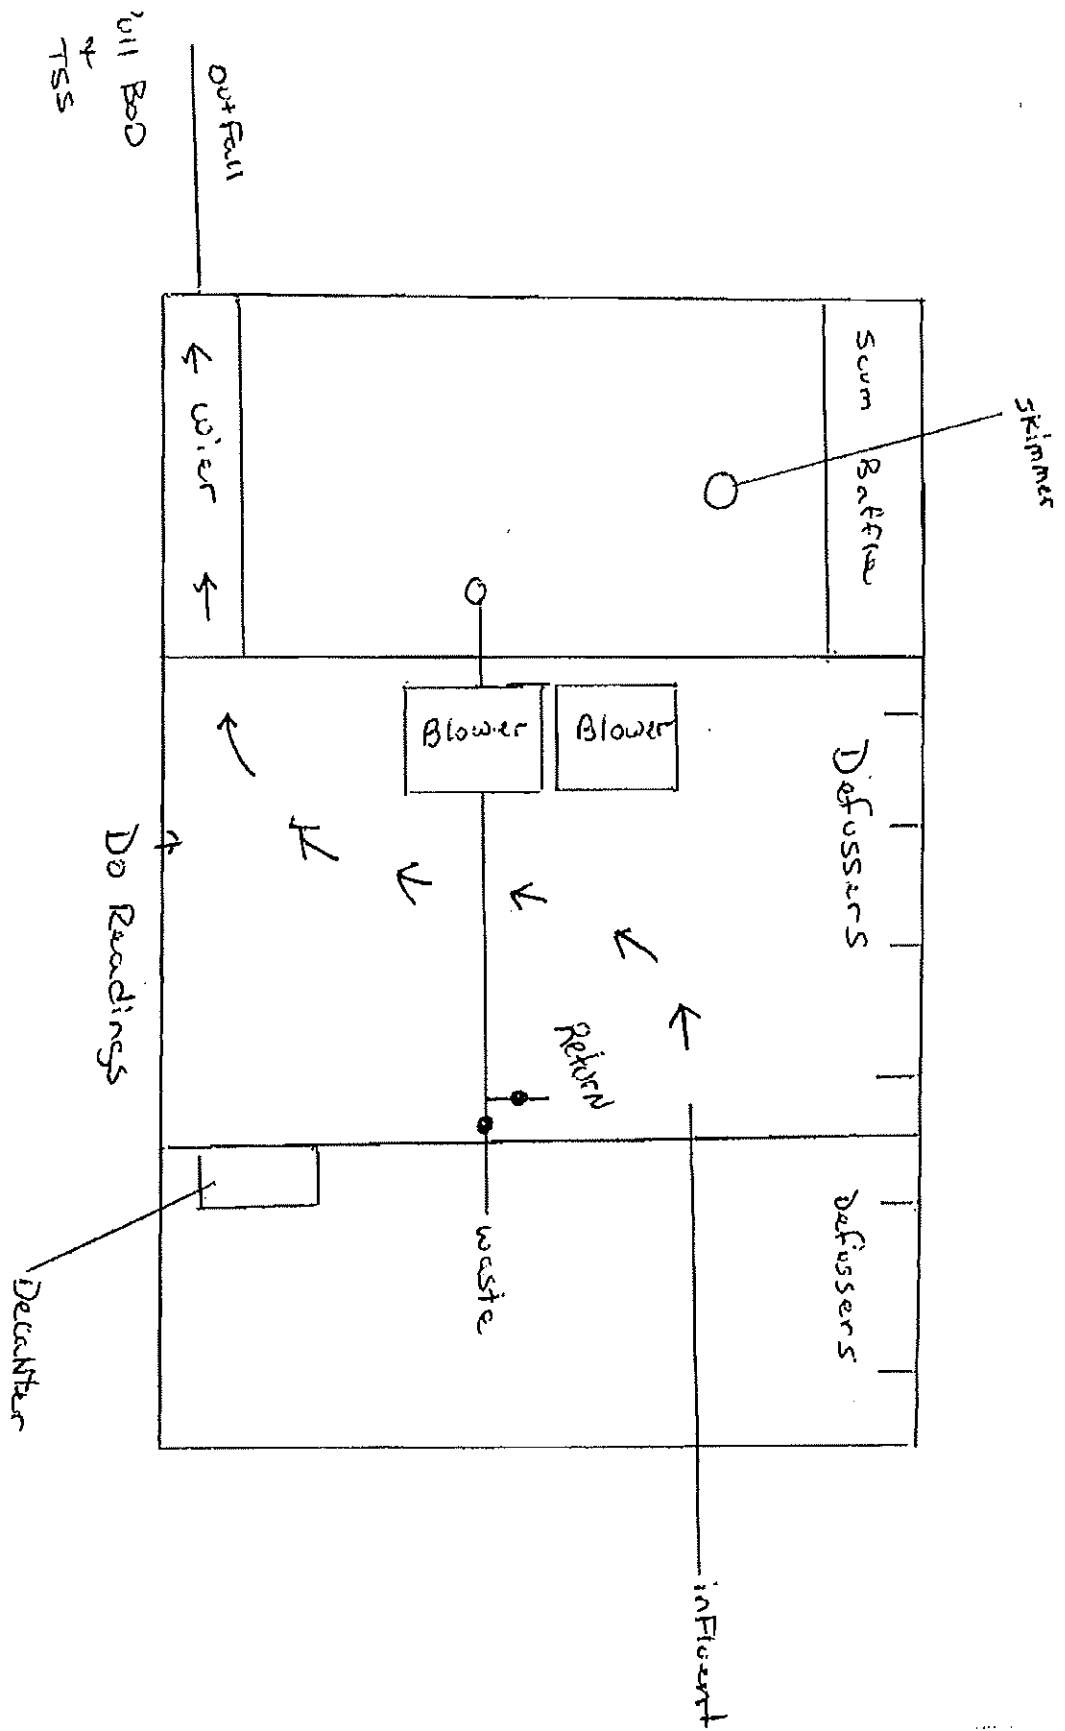 skimmer
Scum Baffle
Defussers
Defussers
influent
Blower
Return
Blower
waste
Wier
outfall
BOD
TSS
Do Readings
Decanter